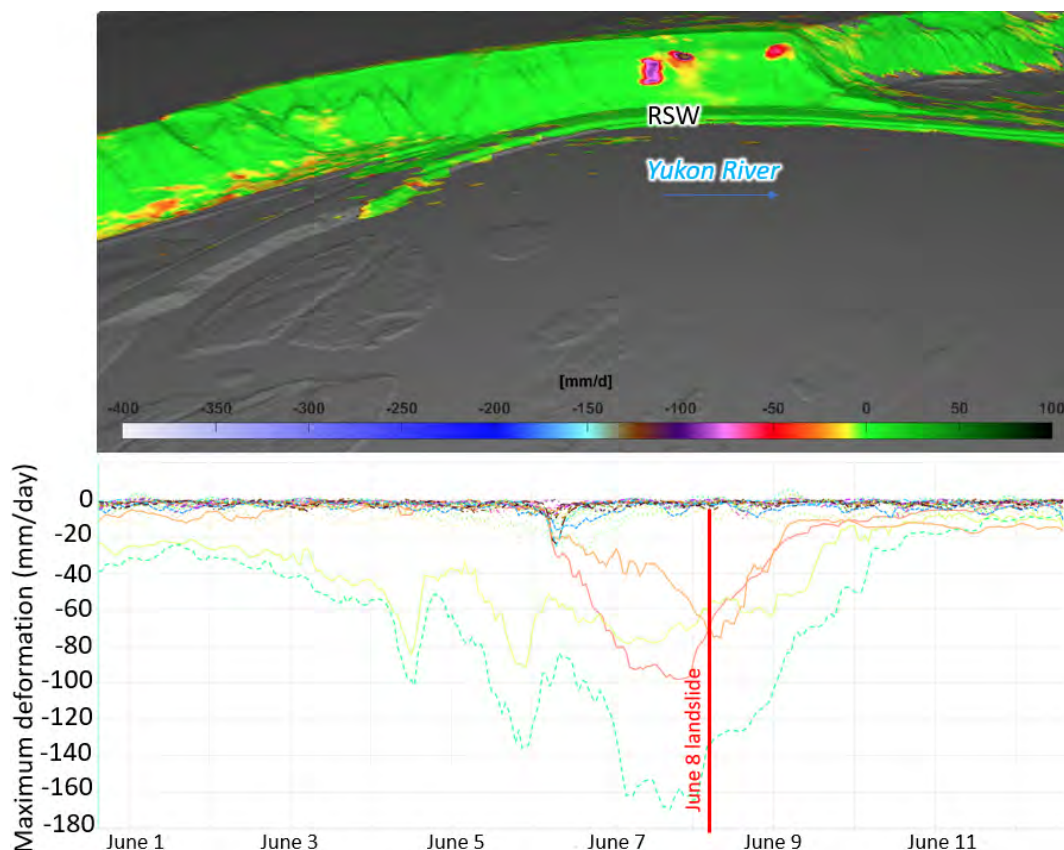 RSW
Yukon River
[mm/d]
-400 -350 -300 -250 -200 -150 -100 -50 0 50 100
Maximum deformation (mm/day)
0
-20
-40
-60
-80
-100
-120
-140
-160
-180
June 8 landslide
June 1 June 3 June 5 June 7 June 9 June 11